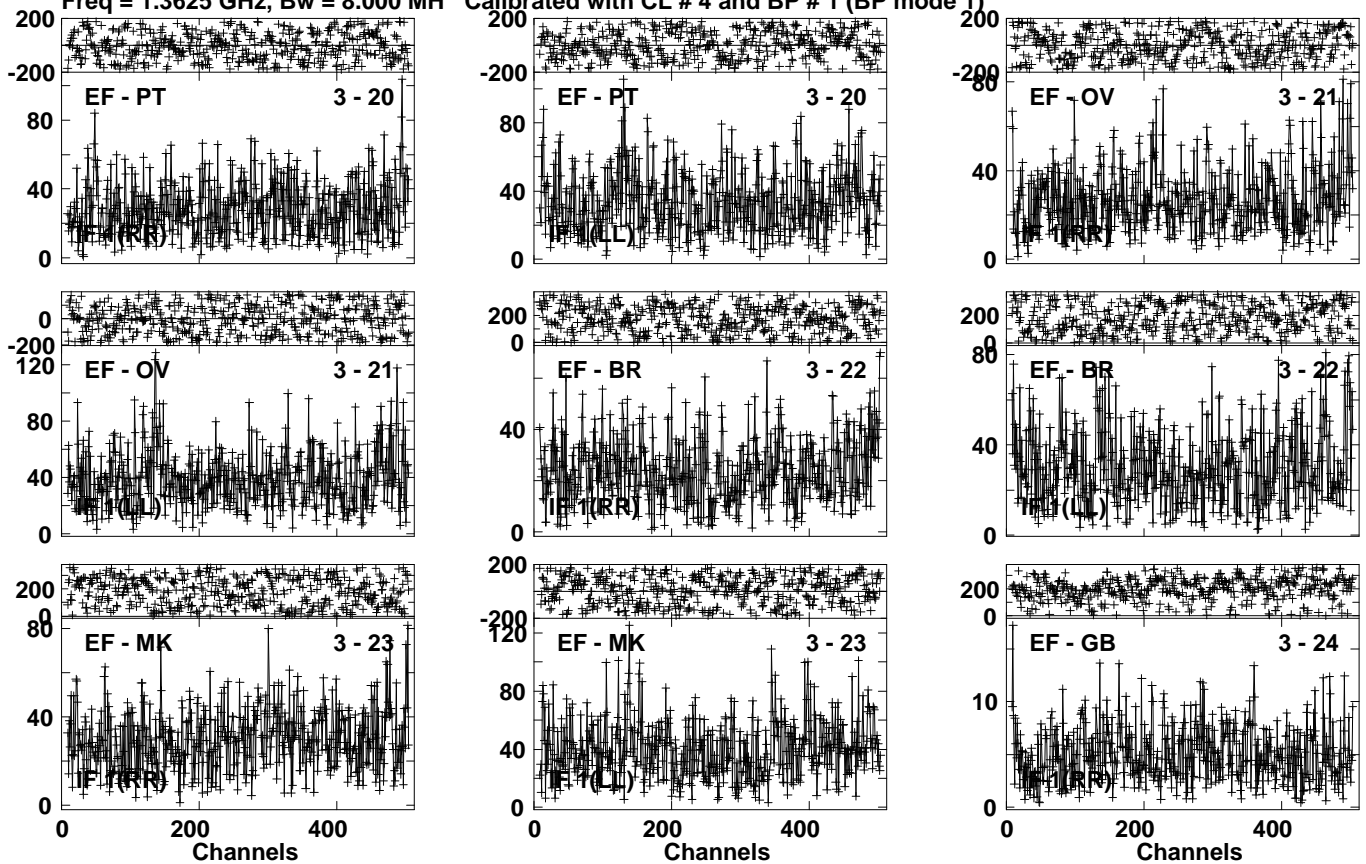 Freq = 1.3625 GHz, Bw = 8.000 MH Calibrated with CL # 4 and BP # 1 (BP mode 1)
200 200 200
-200 -200
EF - PT 3 - 20 EF - PT 3 - 20 80 EF - OV 3 - 21
80 80
40 40 40
IF 1(RR) IF 1(LL) IF 1(RR)
0 0 0
0 200 200
-200 0 0
120 EF - OV 3 - 21 EF - BR 3 - 22 80 EF - BR 3 - 22
80
40 40 40
IF 1(LL) IF 1(RR) IF 1(LL)
0 0 0
200 200 200
0 -200 0
80 EF - MK 3 - 23 120 EF - MK 3 - 23 EF - GB 3 - 24
80
40 40 10
IF 1(RR) IF 1(LL) IF 1(RR)
0 0 0
0 200 400 0 200 400 0 200 400
Channels Channels Channels